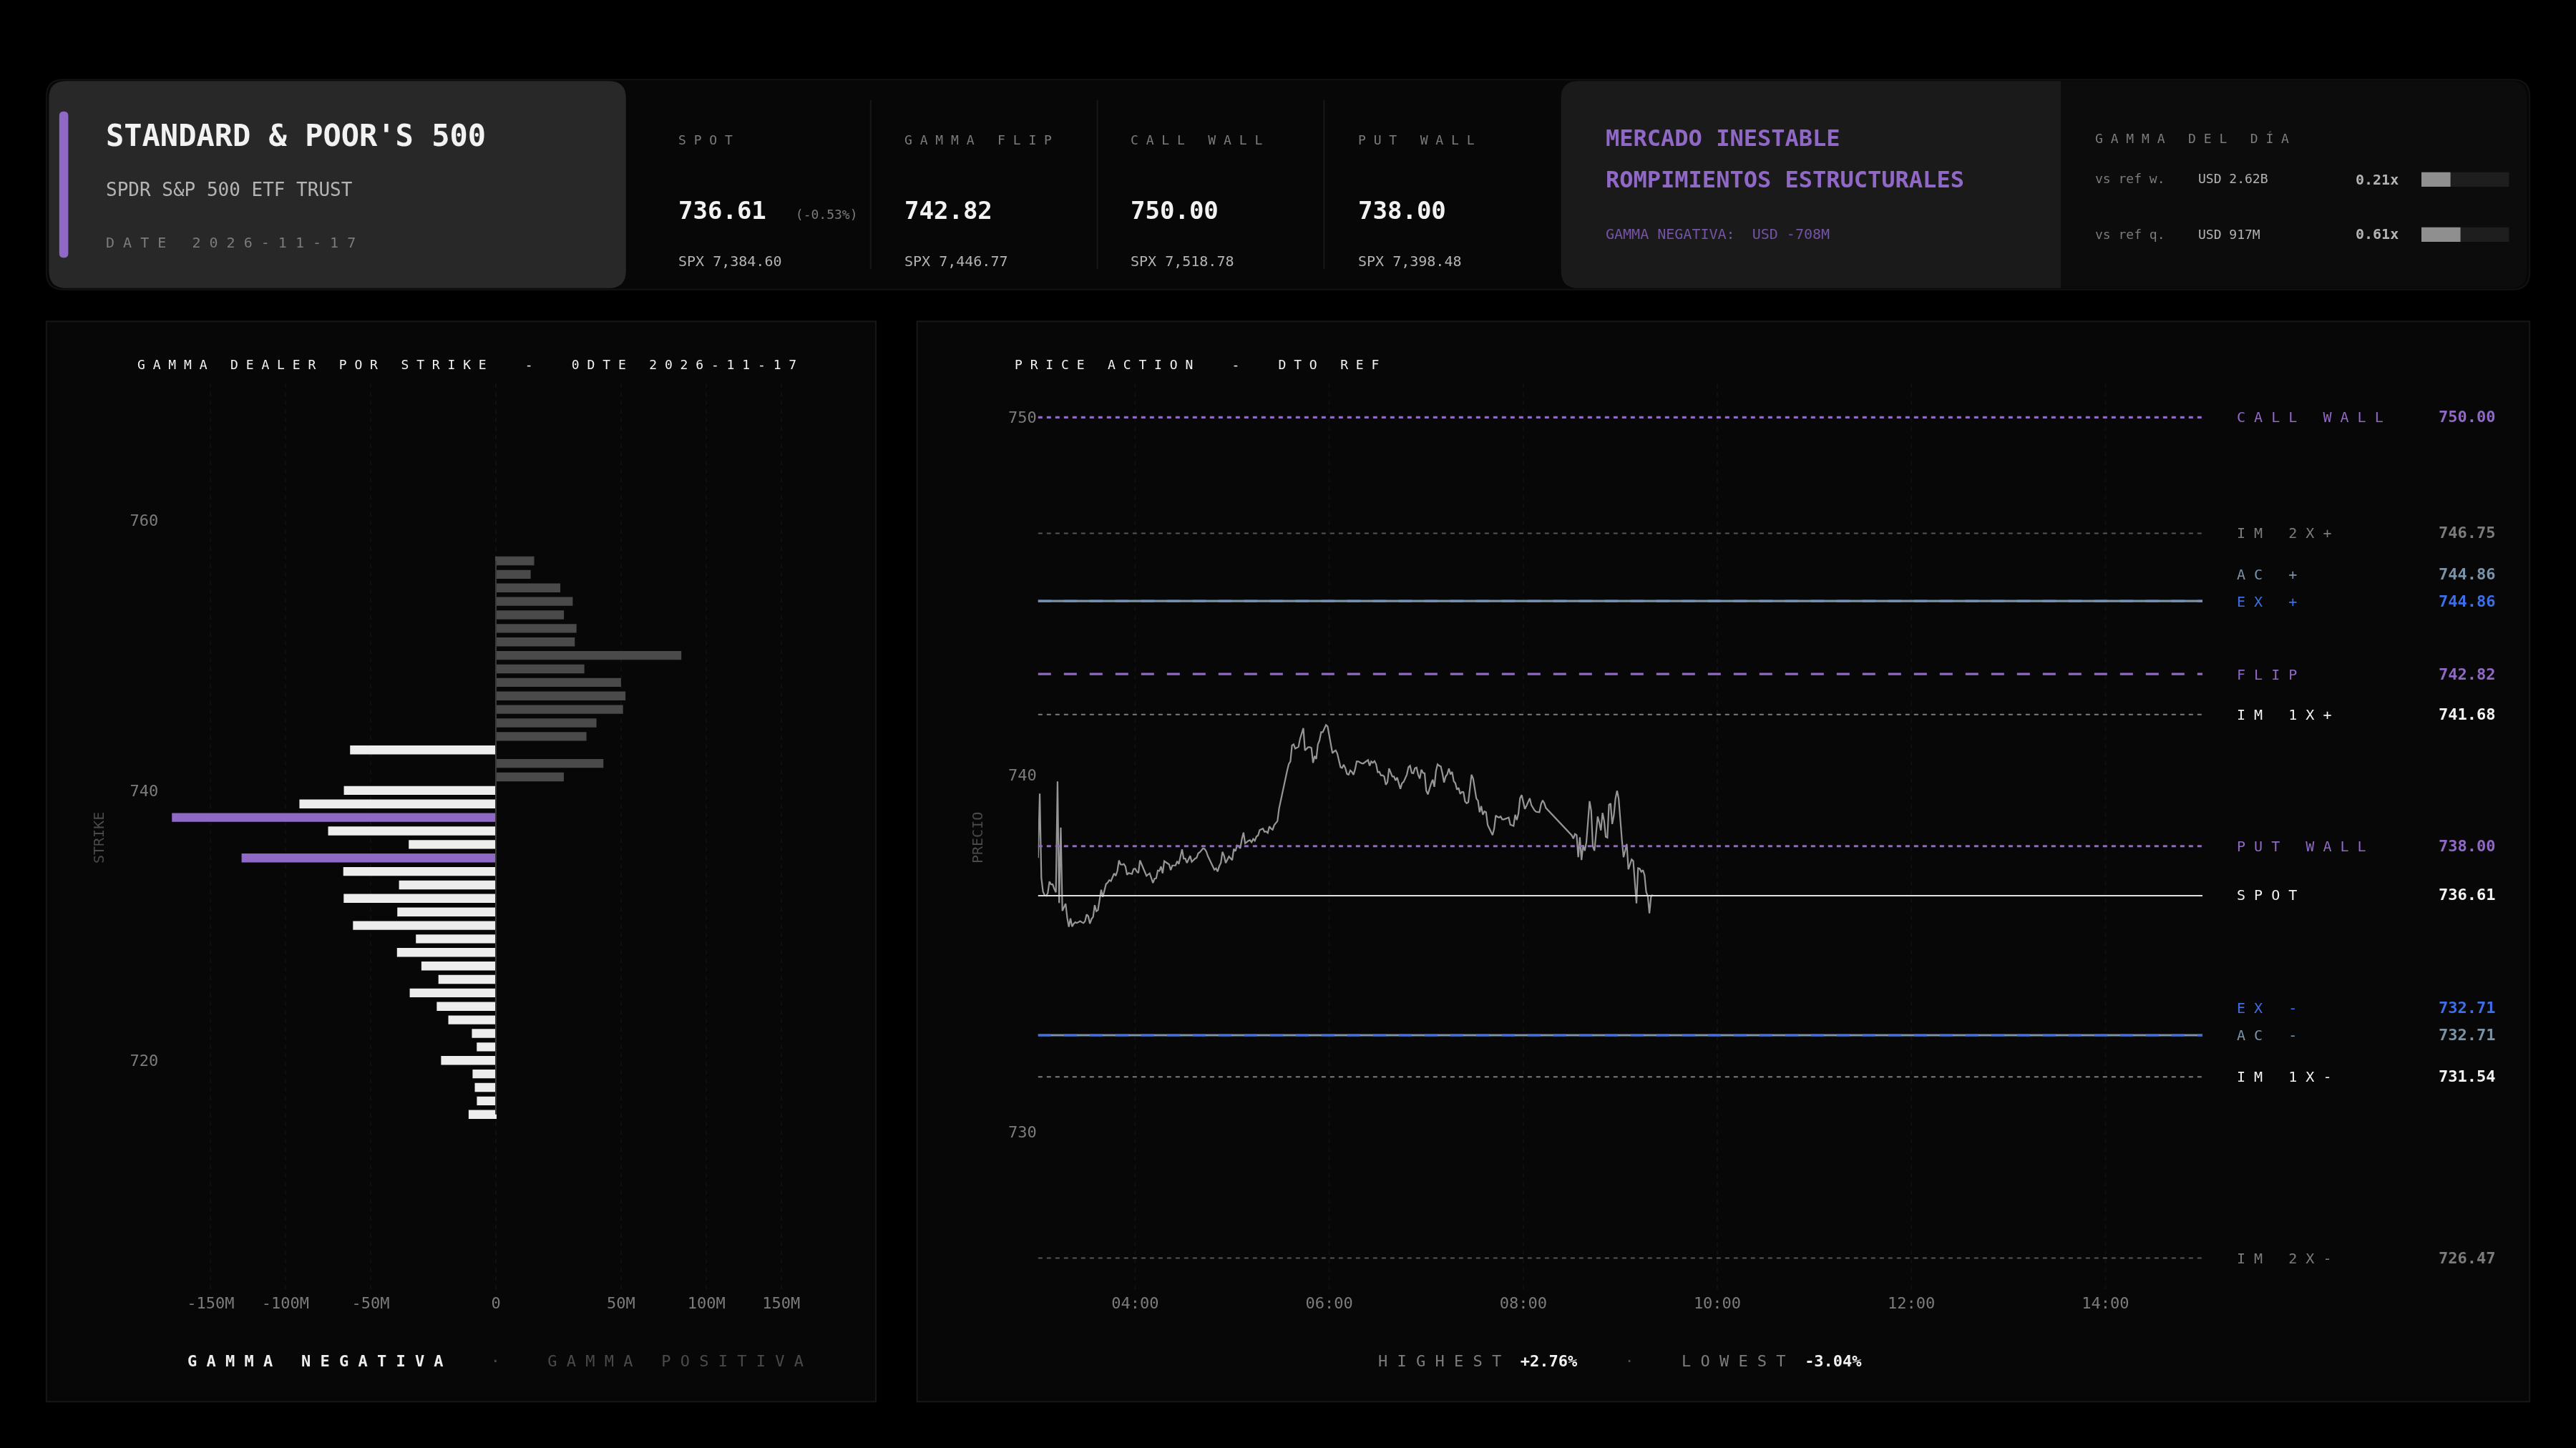 STANDARD & POOR'S 500
SPDR S&P 500 ETF TRUST
DATE 2026-11-17
SPOT
736.61 (-0.53%)
SPX 7,384.60
GAMMA FLIP
742.82
SPX 7,446.77
CALL WALL
750.00
SPX 7,518.78
PUT WALL
738.00
SPX 7,398.48
MERCADO INESTABLE
ROMPIMIENTOS ESTRUCTURALES
GAMMA NEGATIVA: USD -708M
GAMMA DEL DÍA
vs ref w. USD 2.62B 0.21x
vs ref q. USD 917M 0.61x
GAMMA DEALER POR STRIKE - 0DTE 2026-11-17
760
740
720
STRIKE
-150M -100M -50M 0 50M 100M 150M
GAMMA NEGATIVA · GAMMA POSITIVA
PRICE ACTION - DTO REF
750
740
730
PRECIO
CALL WALL 750.00
IM 2X+ 746.75
AC + 744.86
EX + 744.86
FLIP 742.82
IM 1X+ 741.68
PUT WALL 738.00
SPOT 736.61
EX - 732.71
AC - 732.71
IM 1X- 731.54
IM 2X- 726.47
04:00 06:00 08:00 10:00 12:00 14:00
HIGHEST +2.76% · LOWEST -3.04%